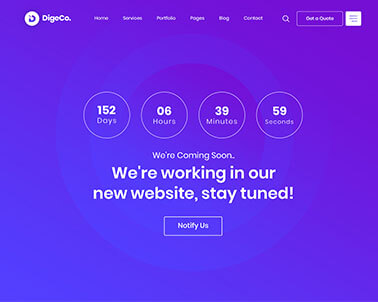 DigeCo.
Home Services Portfolio Pages Blog Contact
Get a Quote
152 06 39 59
Days Hours Minutes Seconds
We're Coming Soon..
We're working in our
new website, stay tuned!
Notify Us